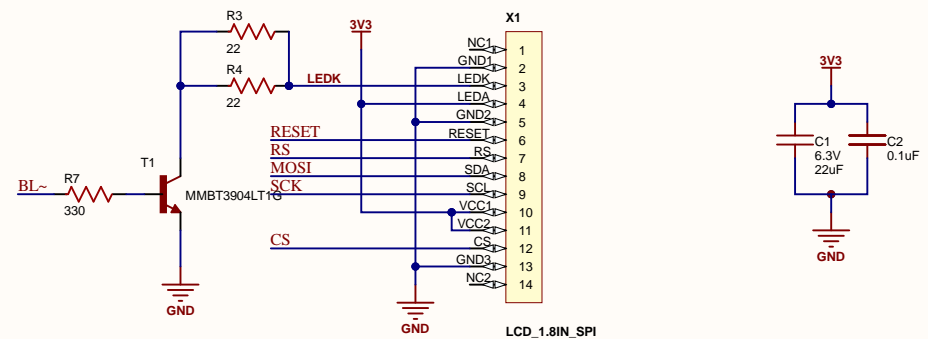 R3
22
R4
22
LEDK
3V3
X1
NC1 1
GND1 2
LEDK 3
LEDA 4
GND2 5
RESET RESET 6
RS RS 7
MOSI SDA 8
SCK SCL 9
VCC1 10
VCC2 11
CS CS 12
GND3 13
NC2 14
LCD_1.8IN_SPI
GND
T1
MMBT3904LT1G
BL~
R7
330
GND
3V3
C1
6.3V
22uF
C2
0.1uF
GND